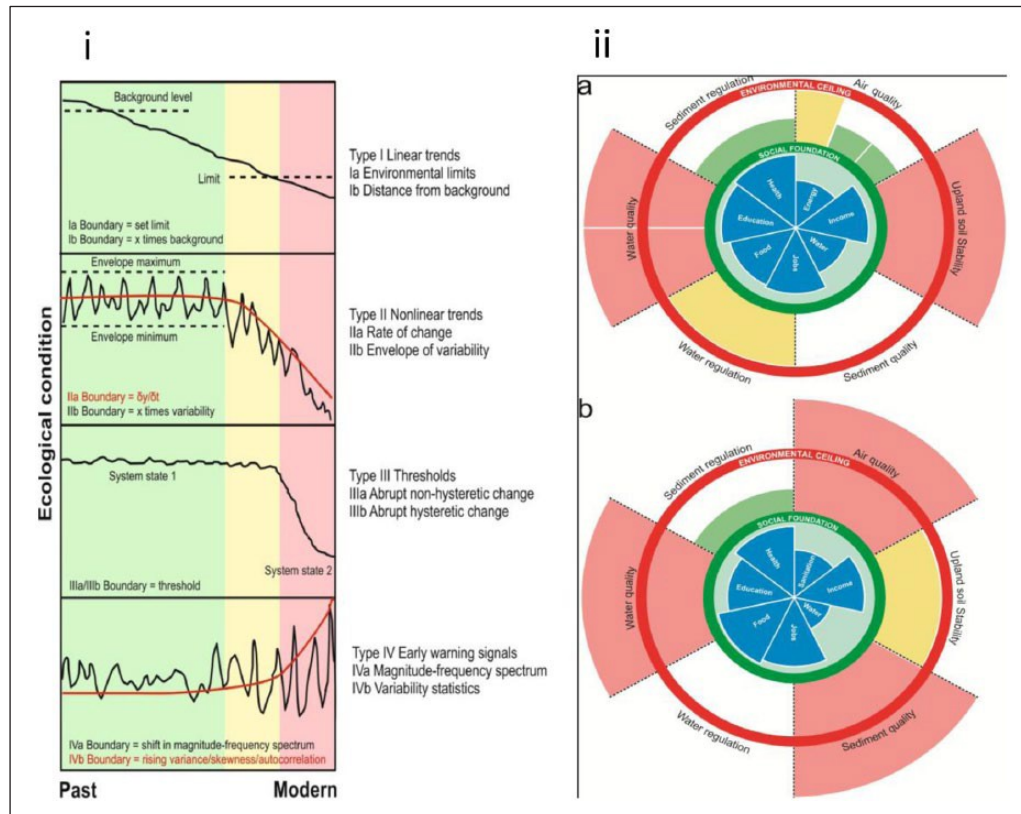 i
Ecological condition
Background level
Limit
Ia Boundary = set limit
Ib Boundary = x times background
Type I Linear trends
Ia Environmental limits
Ib Distance from background
Envelope maximum
Envelope minimum
IIa Boundary = δy/δt
IIb Boundary = x times variability
Type II Nonlinear trends
IIa Rate of change
IIb Envelope of variability
System state 1
System state 2
IIIa/IIIb Boundary = threshold
Type III Thresholds
IIIa Abrupt non-hysteretic change
IIIb Abrupt hysteretic change
IVa Boundary = shift in magnitude-frequency spectrum
IVb Boundary = rising variance/skewness/autocorrelation
Type IV Early warning signals
IVa Magnitude-frequency spectrum
IVb Variability statistics
Past
Modern
ii
a
Sediment regulation
ENVIRONMENTAL CEILING
Air quality
SOCIAL FOUNDATION
Health
Energy
Education
Income
Food
Water
Jobs
Water quality
Upland soil Stability
Water regulation
Sediment quality
b
Sediment regulation
ENVIRONMENTAL CEILING
Air quality
SOCIAL FOUNDATION
Health
Sanitation
Education
Income
Food
Water
Jobs
Water quality
Upland soil Stability
Water regulation
Sediment quality